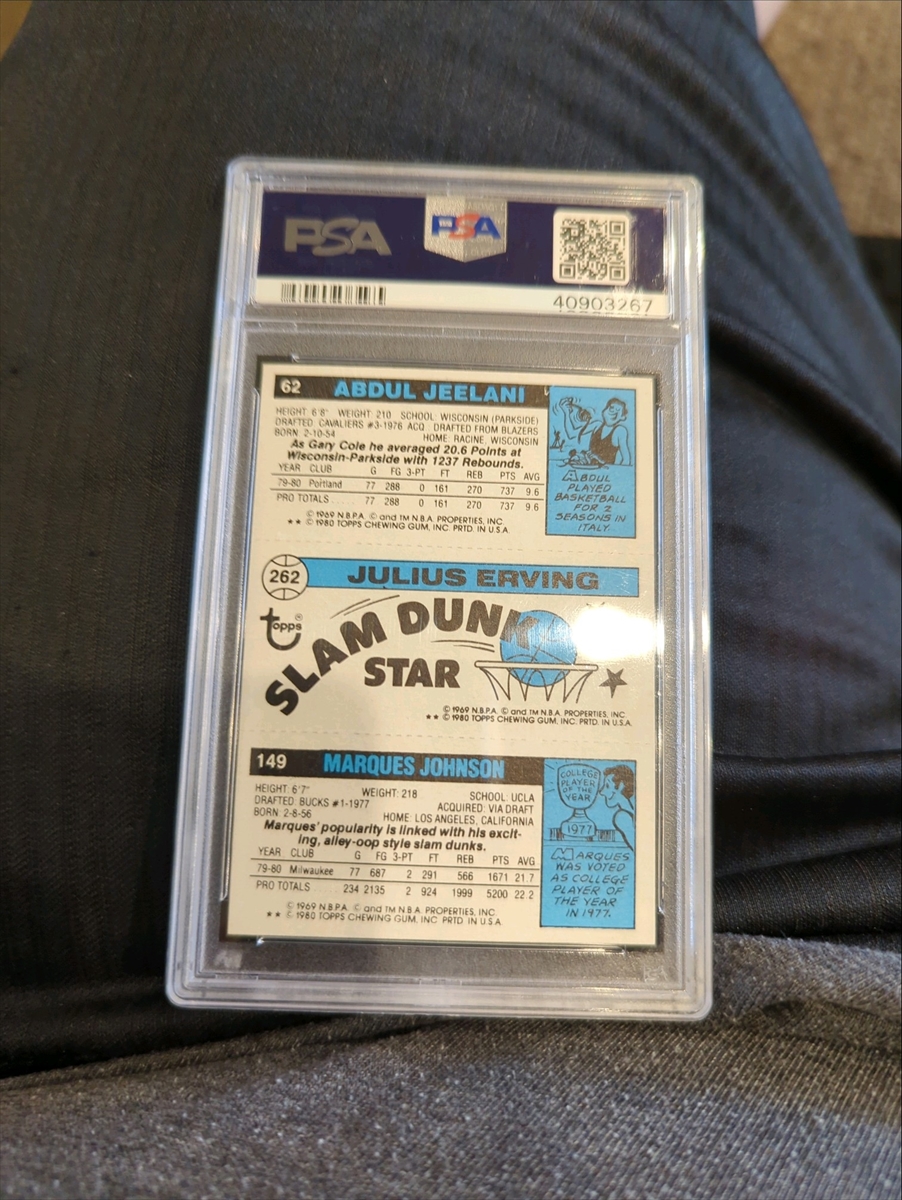 PSA
PSA
40903267
62 ABDUL JEELANI
HEIGHT: 6'8" WEIGHT: 210 SCHOOL: WISCONSIN (PARKSIDE)
DRAFTED: CAVALIERS #3-1976 ACQ: DRAFTED FROM BLAZERS
BORN: 2-10-54 HOME: RACINE, WISCONSIN
As Gary Cole he averaged 20.6 Points at
Wisconsin-Parkside with 1237 Rebounds.
YEAR CLUB G FG 3-PT FT REB PTS AVG
79-80 Portland 77 288 0 161 270 737 9.6
PRO TOTALS ...... 77 288 0 161 270 737 9.6
© 1969 N.B.P.A. © and TM N.B.A. PROPERTIES, INC.
** © 1980 TOPPS CHEWING GUM, INC. PRTD. IN U.S.A.
ABDUL
PLAYED
BASKETBALL
FOR 2
SEASONS IN
ITALY.
262 JULIUS ERVING
topps®
SLAM DUNK
STAR
© 1969 N.B.P.A. © and TM N.B.A. PROPERTIES, INC.
** © 1980 TOPPS CHEWING GUM, INC. PRTD. IN U.S.A.
149 MARQUES JOHNSON
HEIGHT: 6'7" WEIGHT: 218 SCHOOL: UCLA
DRAFTED: BUCKS #1-1977 ACQUIRED: VIA DRAFT
BORN: 2-8-56 HOME: LOS ANGELES, CALIFORNIA
Marques' popularity is linked with his excit-
ing, alley-oop style slam dunks.
YEAR CLUB G FG 3-PT FT REB PTS AVG
79-80 Milwaukee 77 687 2 291 566 1671 21.7
PRO TOTALS ...... 234 2135 2 924 1999 5200 22.2
© 1969 N.B.P.A. © and TM N.B.A. PROPERTIES, INC.
** © 1980 TOPPS CHEWING GUM, INC. PRTD. IN U.S.A.
COLLEGE
PLAYER
OF THE
YEAR
1977
MARQUES
WAS VOTED
AS COLLEGE
PLAYER OF
THE YEAR
IN 1977.